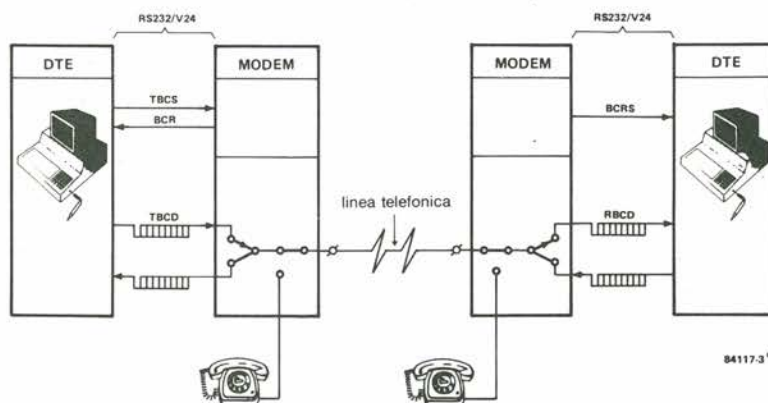 RS232/V24
RS232/V24
DTE
MODEM
MODEM
DTE
TBCS
BCR
BCRS
linea telefonica
TBCD
RBCD
84117-3